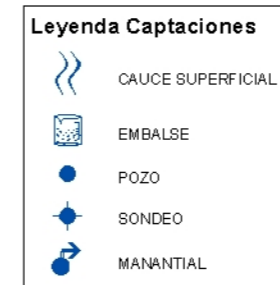 Leyenda Captaciones
CAUCE SUPERFICIAL
EMBALSE
POZO
SONDEO
MANANTIAL